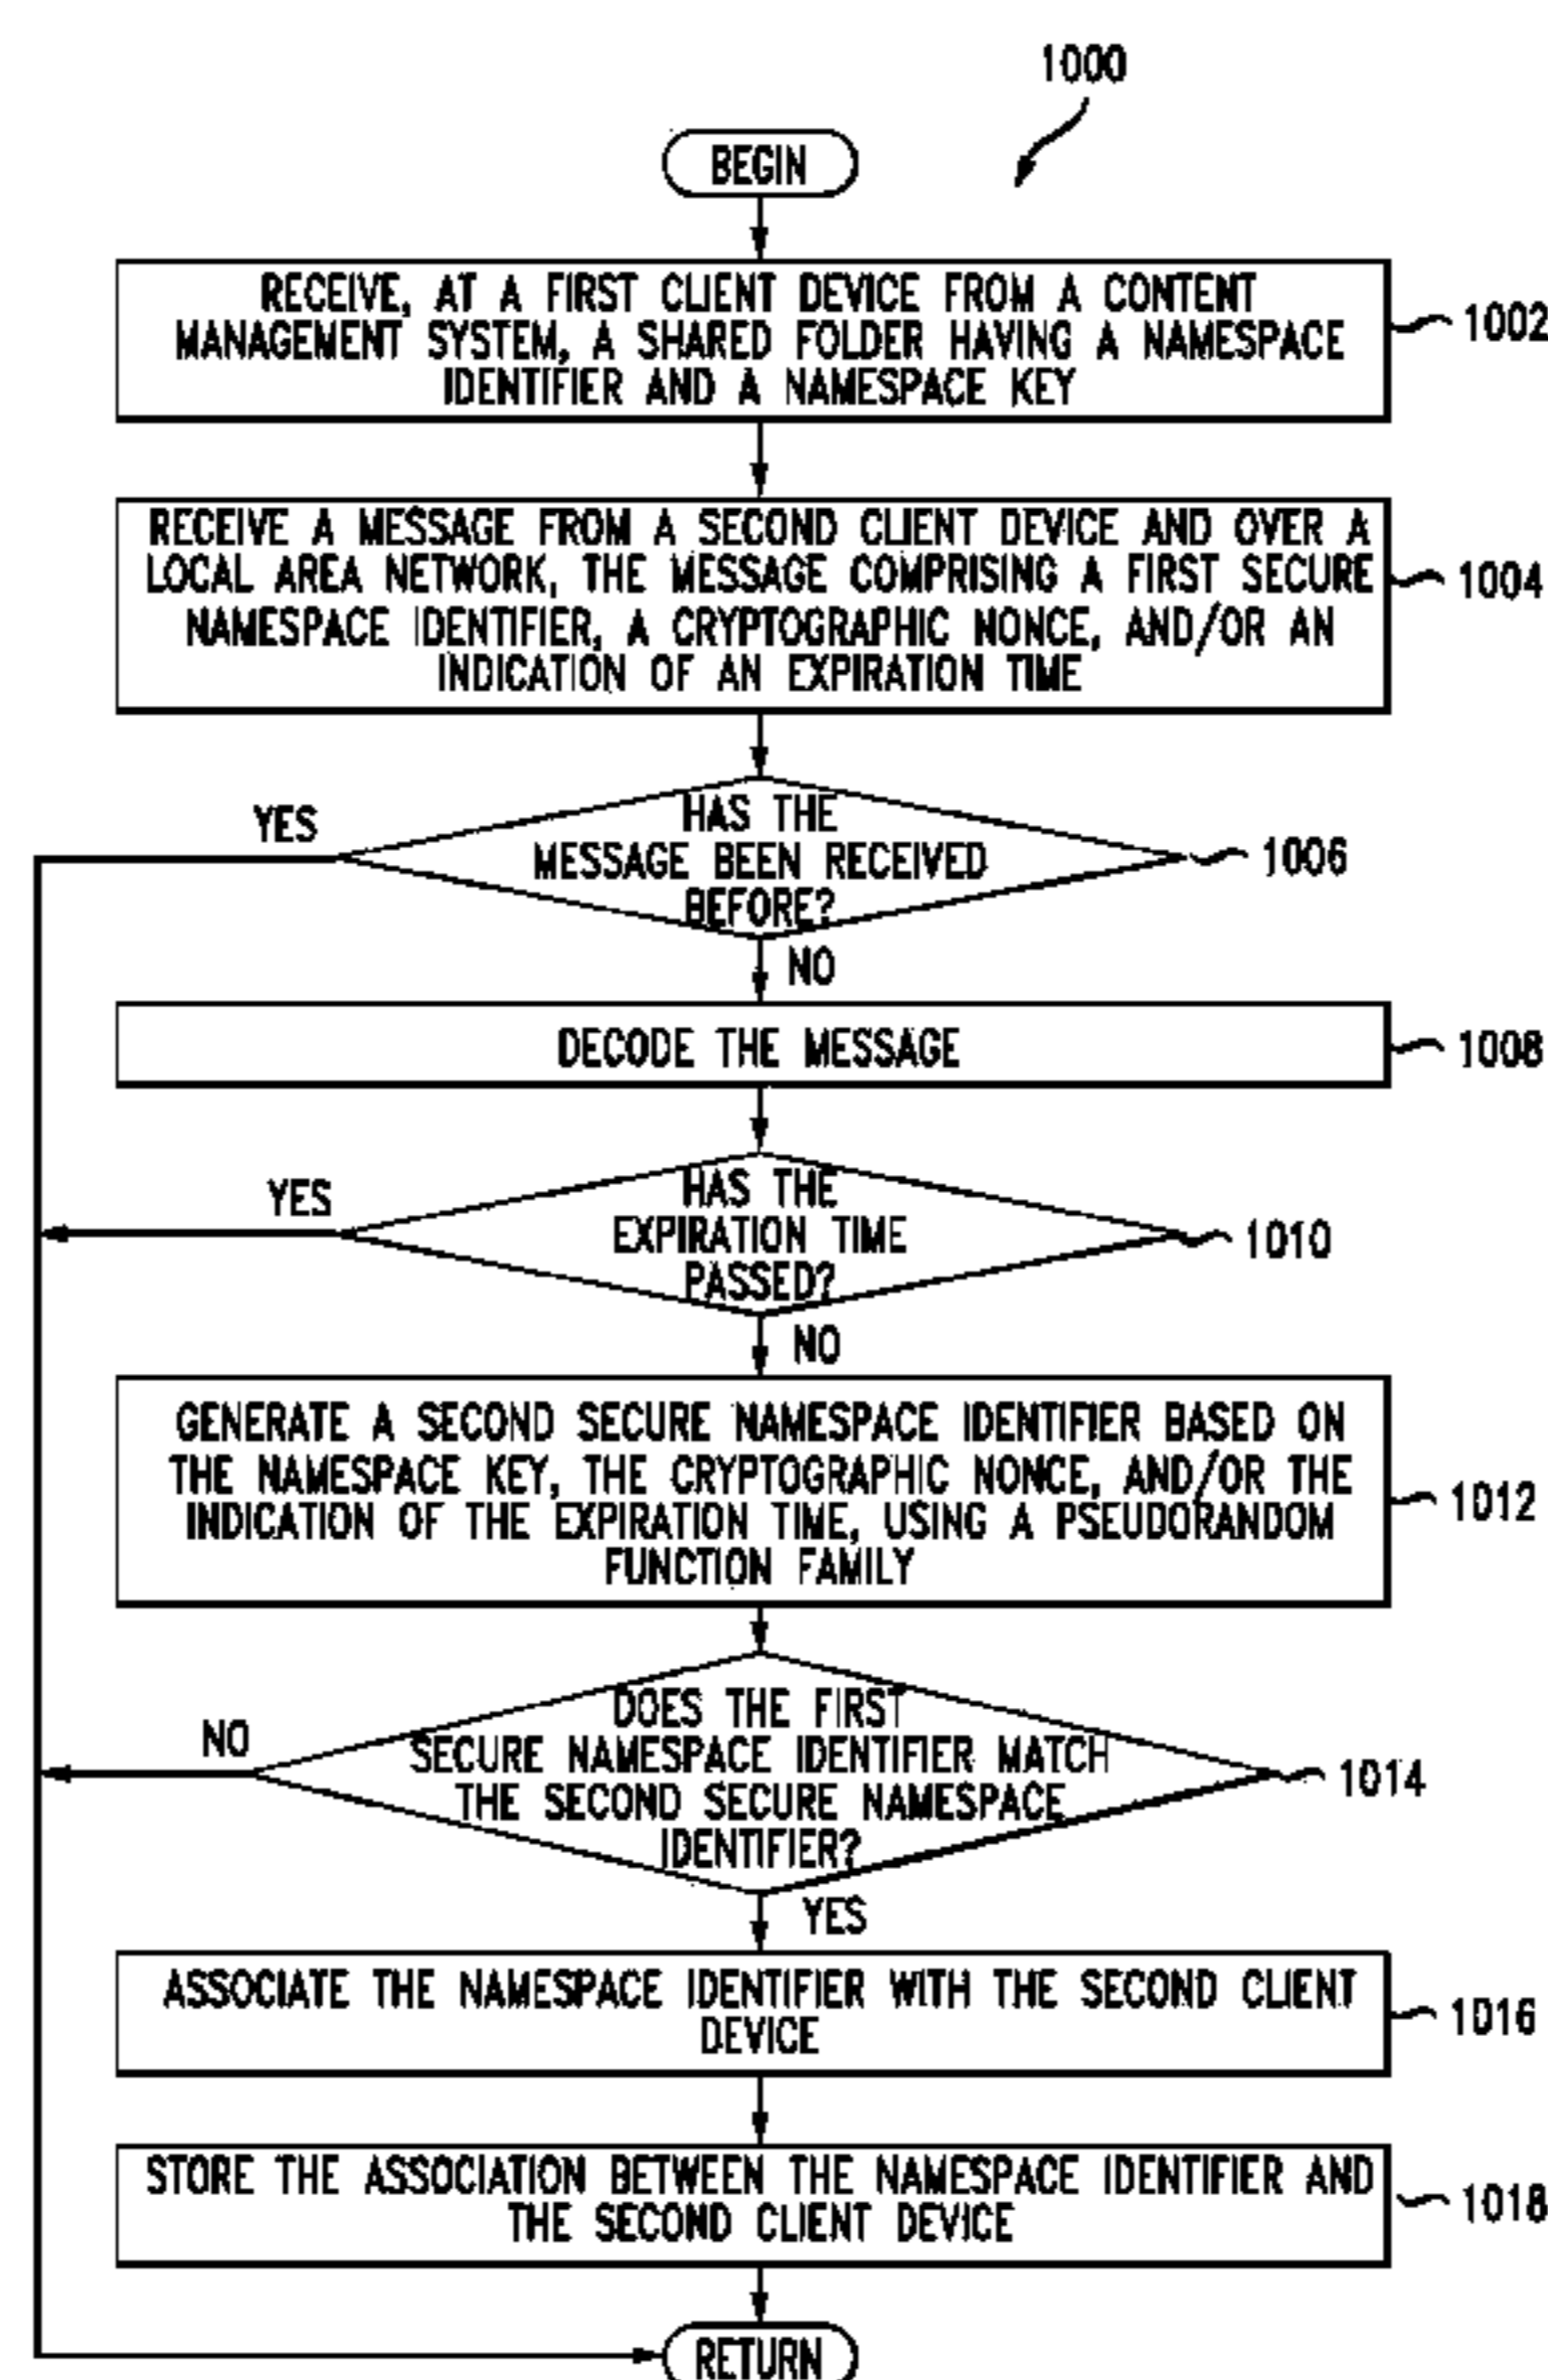 1000
BEGIN
RECEIVE, AT A FIRST CLIENT DEVICE FROM A CONTENT
MANAGEMENT SYSTEM, A SHARED FOLDER HAVING A NAMESPACE
IDENTIFIER AND A NAMESPACE KEY
1002
RECEIVE A MESSAGE FROM A SECOND CLIENT DEVICE AND OVER A
LOCAL AREA NETWORK, THE MESSAGE COMPRISING A FIRST SECURE
NAMESPACE IDENTIFIER, A CRYPTOGRAPHIC NONCE, AND/OR AN
INDICATION OF AN EXPIRATION TIME
1004
YES
HAS THE
MESSAGE BEEN RECEIVED
BEFORE?
1006
NO
DECODE THE MESSAGE
1008
YES
HAS THE
EXPIRATION TIME
PASSED?
1010
NO
GENERATE A SECOND SECURE NAMESPACE IDENTIFIER BASED ON
THE NAMESPACE KEY, THE CRYPTOGRAPHIC NONCE, AND/OR THE
INDICATION OF THE EXPIRATION TIME, USING A PSEUDORANDOM
FUNCTION FAMILY
1012
NO
DOES THE FIRST
SECURE NAMESPACE IDENTIFIER MATCH
THE SECOND SECURE NAMESPACE
IDENTIFIER?
1014
YES
ASSOCIATE THE NAMESPACE IDENTIFIER WITH THE SECOND CLIENT
DEVICE
1016
STORE THE ASSOCIATION BETWEEN THE NAMESPACE IDENTIFIER AND
THE SECOND CLIENT DEVICE
1018
RETURN